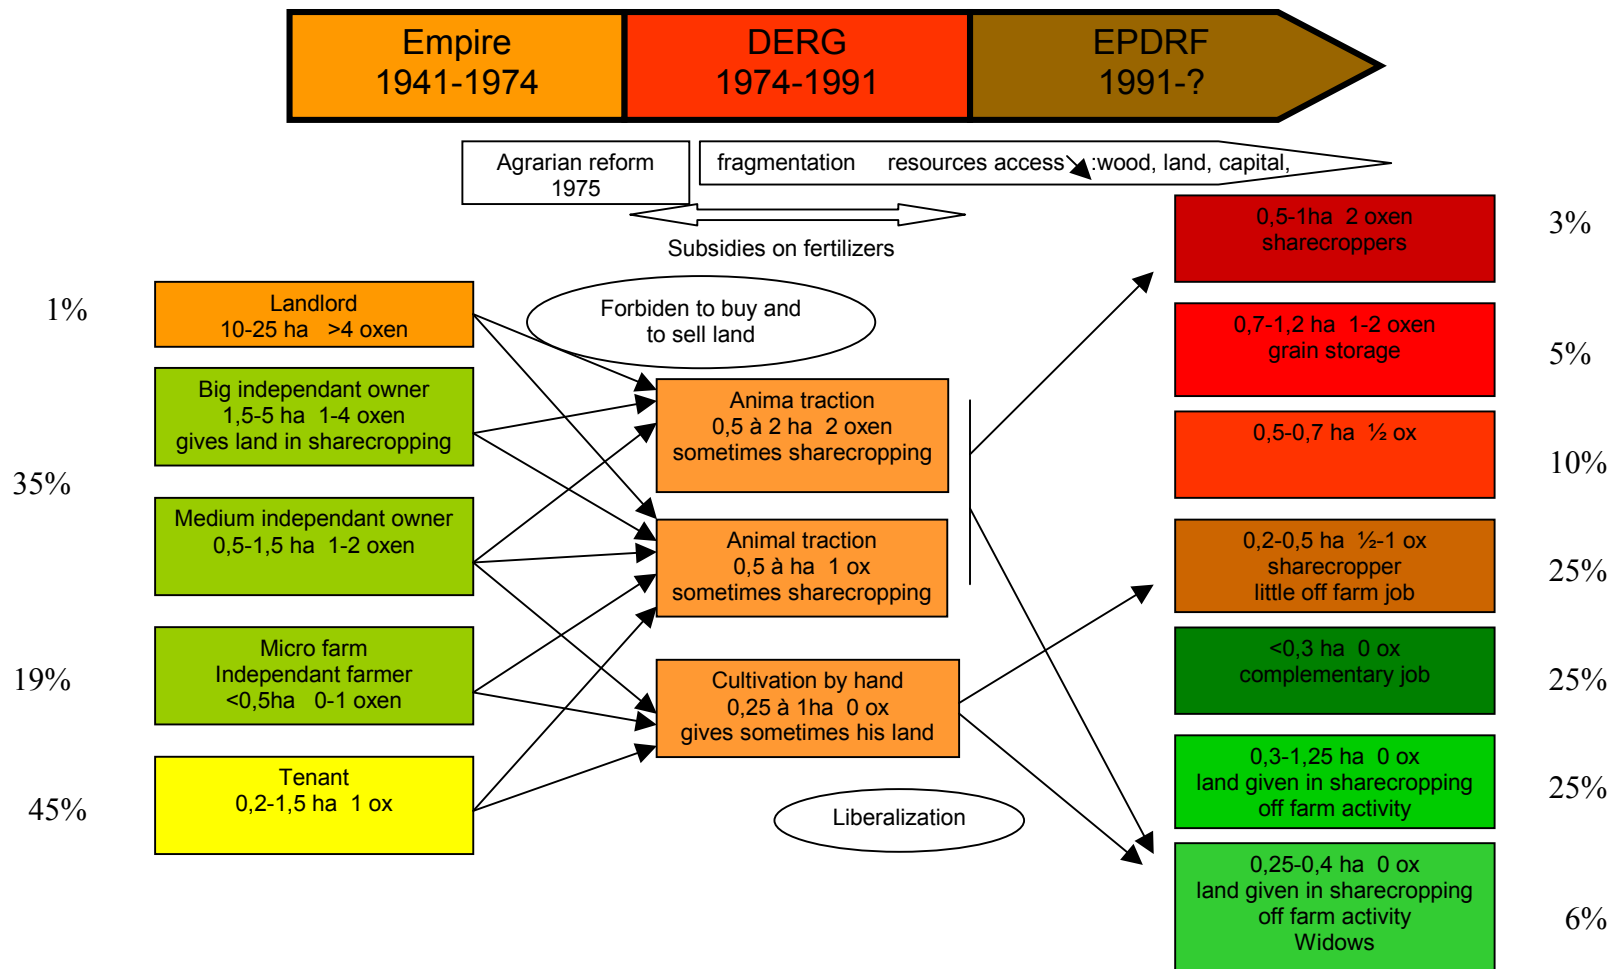 Empire
1941-1974
DERG
1974-1991
EPDRF
1991-?
Agrarian reform
1975
fragmentation resources access :wood, land, capital,
Subsidies on fertilizers
Forbiden to buy and
to sell land
1%
Landlord
10-25 ha >4 oxen
35%
Big independant owner
1,5-5 ha 1-4 oxen
gives land in sharecropping
Medium independant owner
0,5-1,5 ha 1-2 oxen
19%
Micro farm
Independant farmer
<0,5ha 0-1 oxen
45%
Tenant
0,2-1,5 ha 1 ox
Anima traction
0,5 à 2 ha 2 oxen
sometimes sharecropping
Animal traction
0,5 à ha 1 ox
sometimes sharecropping
Cultivation by hand
0,25 à 1ha 0 ox
gives sometimes his land
Liberalization
0,5-1ha 2 oxen
sharecroppers
3%
0,7-1,2 ha 1-2 oxen
grain storage
5%
0,5-0,7 ha ½ ox
10%
0,2-0,5 ha ½-1 ox
sharecropper
little off farm job
25%
<0,3 ha 0 ox
complementary job
25%
0,3-1,25 ha 0 ox
land given in sharecropping
off farm activity
25%
0,25-0,4 ha 0 ox
land given in sharecropping
off farm activity
Widows
6%